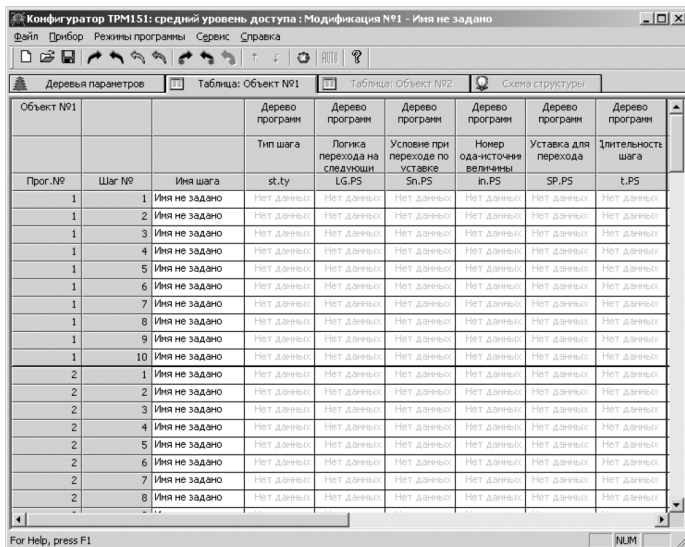 Конфигуратор ТРМ151: средний уровень доступа : Модификация №1 - Имя не задано
Файл Прибор Режимы программы Сервис Справка
AUTO
Деревья параметров Таблица: Объект №1 Таблица: Объект №2 Схема структуры
Объект №1 Дерево программ Дерево программ Дерево программ Дерево программ Дерево программ Дерево программ
Тип шага Логика перехода на следующи Условие при переходе по уставке Номер ода-источник величины Уставка для перехода Длительность шага
Прог.№ Шаг № Имя шага st.ty LG.PS Sn.PS in.PS SP.PS t.PS
1 1 Имя не задано Нет данных Нет данных Нет данных Нет данных Нет данных Нет данных
1 2 Имя не задано Нет данных Нет данных Нет данных Нет данных Нет данных Нет данных
1 3 Имя не задано Нет данных Нет данных Нет данных Нет данных Нет данных Нет данных
1 4 Имя не задано Нет данных Нет данных Нет данных Нет данных Нет данных Нет данных
1 5 Имя не задано Нет данных Нет данных Нет данных Нет данных Нет данных Нет данных
1 6 Имя не задано Нет данных Нет данных Нет данных Нет данных Нет данных Нет данных
1 7 Имя не задано Нет данных Нет данных Нет данных Нет данных Нет данных Нет данных
1 8 Имя не задано Нет данных Нет данных Нет данных Нет данных Нет данных Нет данных
1 9 Имя не задано Нет данных Нет данных Нет данных Нет данных Нет данных Нет данных
1 10 Имя не задано Нет данных Нет данных Нет данных Нет данных Нет данных Нет данных
2 1 Имя не задано Нет данных Нет данных Нет данных Нет данных Нет данных Нет данных
2 2 Имя не задано Нет данных Нет данных Нет данных Нет данных Нет данных Нет данных
2 3 Имя не задано Нет данных Нет данных Нет данных Нет данных Нет данных Нет данных
2 4 Имя не задано Нет данных Нет данных Нет данных Нет данных Нет данных Нет данных
2 5 Имя не задано Нет данных Нет данных Нет данных Нет данных Нет данных Нет данных
2 6 Имя не задано Нет данных Нет данных Нет данных Нет данных Нет данных Нет данных
2 7 Имя не задано Нет данных Нет данных Нет данных Нет данных Нет данных Нет данных
2 8 Имя не задано Нет данных Нет данных Нет данных Нет данных Нет данных Нет данных
For Help, press F1 NUM